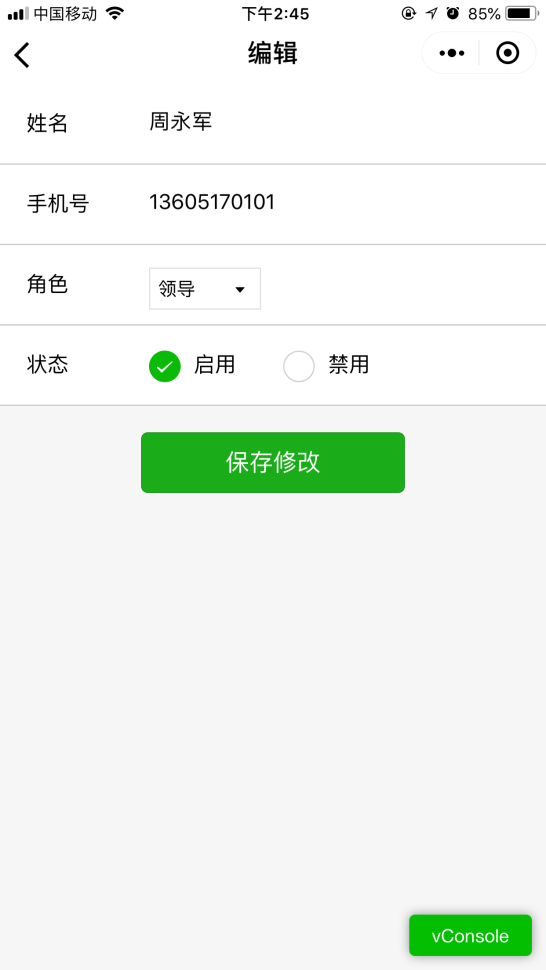 中国移动 下午2:45 85%
编辑
姓名 周永军
手机号 13605170101
角色 领导
状态 启用 禁用
保存修改
vConsole